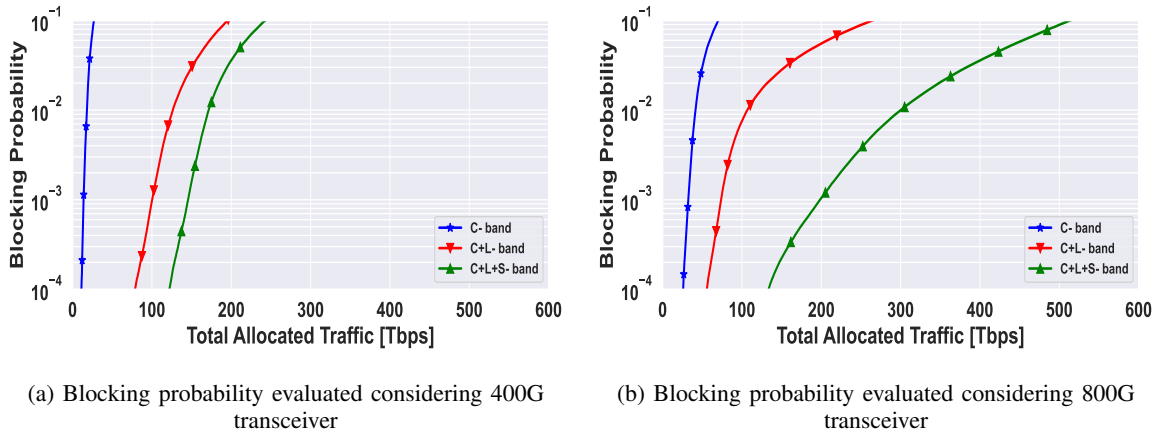 10⁻¹
10⁻²
10⁻³
10⁻⁴
Blocking Probability
0 100 200 300 400 500 600
Total Allocated Traffic [Tbps]
C- band
C+L- band
C+L+S- band
(a) Blocking probability evaluated considering 400G
transceiver
10⁻¹
10⁻²
10⁻³
10⁻⁴
Blocking Probability
0 100 200 300 400 500 600
Total Allocated Traffic [Tbps]
C- band
C+L- band
C+L+S- band
(b) Blocking probability evaluated considering 800G
transceiver